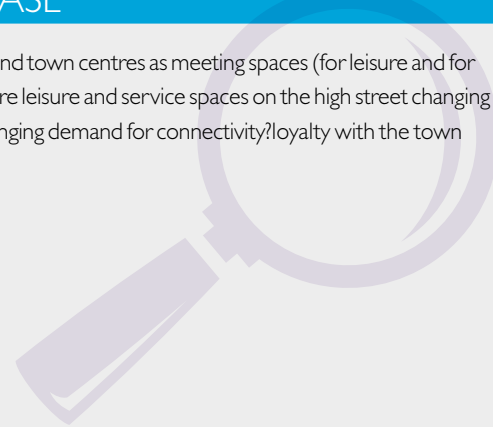 nd town centres as meeting spaces (for leisure and for
re leisure and service spaces on the high street changing
nging demand for connectivity?loyalty with the town